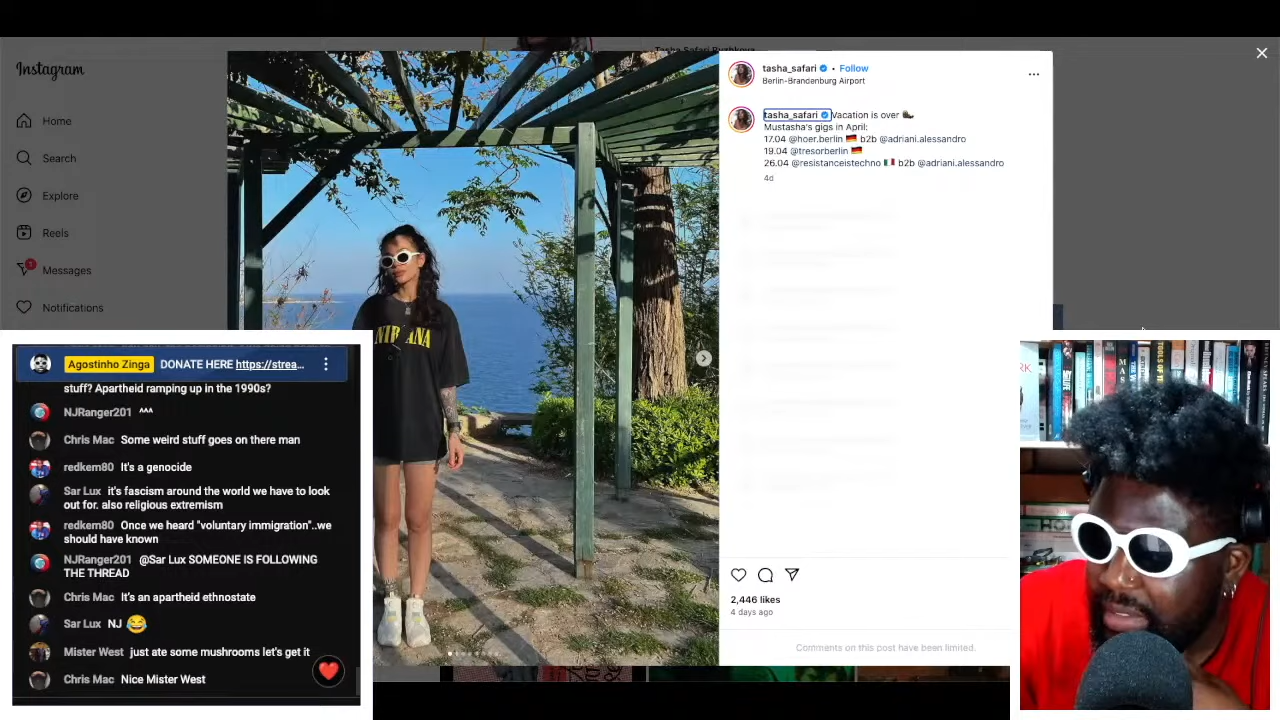 Instagram
Home
Search
Explore
Reels
1
Messages
Notifications
NIRVANA
tasha_safari • Follow
Berlin-Brandenburg Airport
tasha_safari Vacation is over
Mustasha's gigs in April:
17.04 @hoer.berlin 🇩🇪 b2b @adriani.alessandro
19.04 @tresorberlin 🇩🇪
26.04 @resistanceistechno 🇮🇹 b2b @adriani.alessandro
4d
2,446 likes
4 days ago
Comments on this post have been limited.
Agostinho Zinga DONATE HERE https://strea...
stuff? Apartheid ramping up in the 1990s?
NJRanger201 ^^^
Chris Mac Some weird stuff goes on there man
redkem80 It's a genocide
Sar Lux it's fascism around the world we have to look
out for. also religious extremism
redkem80 Once we heard "voluntary immigration"..we
should have known
NJRanger201 @Sar Lux SOMEONE IS FOLLOWING
THE THREAD
Chris Mac It's an apartheid ethnostate
Sar Lux NJ 😂
Mister West just ate some mushrooms let's get it
Chris Mac Nice Mister West